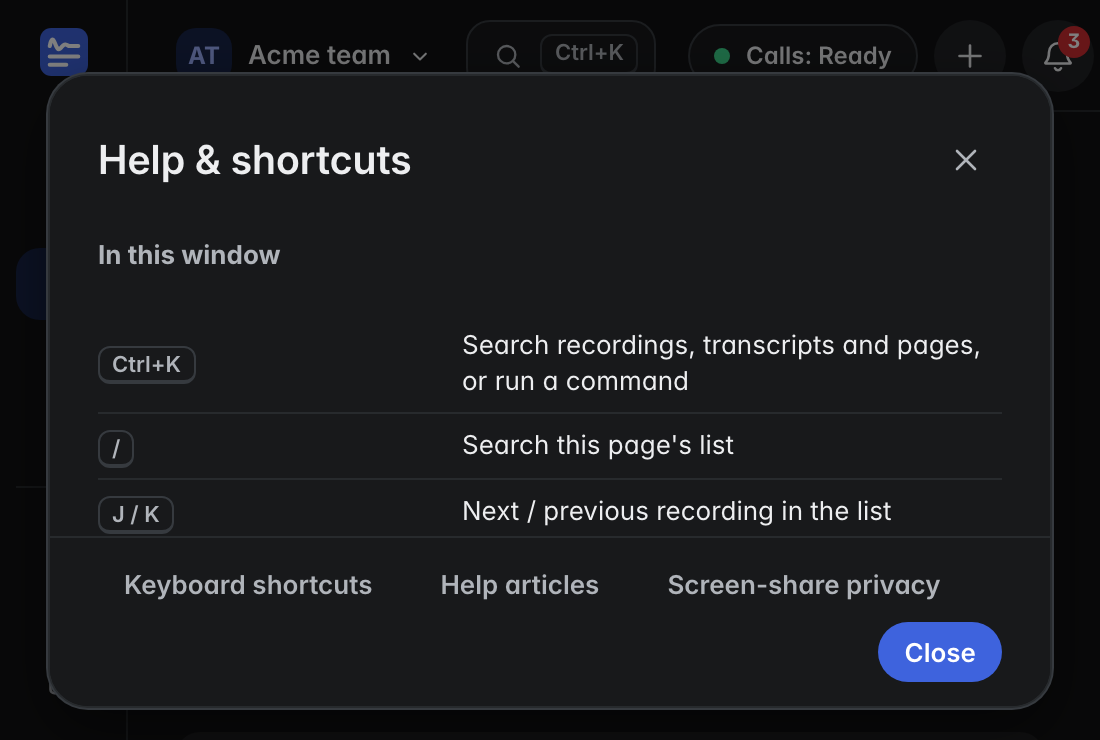 AT Acme team Ctrl+K Calls: Ready 3
Help & shortcuts
In this window
Ctrl+K Search recordings, transcripts and pages,
or run a command
/ Search this page's list
J / K Next / previous recording in the list
Keyboard shortcuts Help articles Screen-share privacy
Close